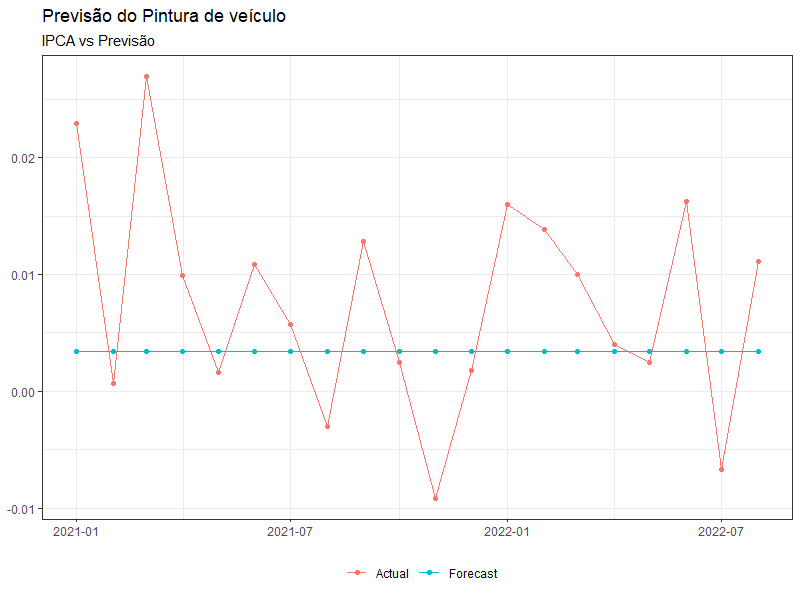 Previsão do Pintura de veículo
IPCA vs Previsão
0.02
0.01
0.00
-0.01
2021-01 2021-07 2022-01 2022-07
Actual Forecast